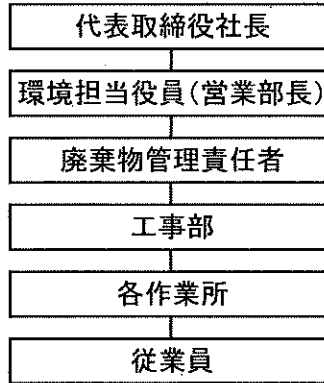 代表取締役社長
環境担当役員(営業部長)
廃棄物管理責任者
工事部
各作業所
従業員